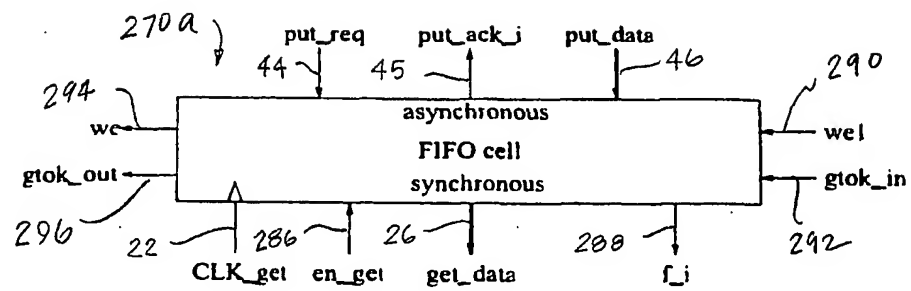 270a
put_req put_ack_i put_data
44 45 46
294 290
we asynchronous we1
FIFO cell
gtok_out synchronous gtok_in
296 22 286 26 288 292
CLK_get en_get get_data f_i